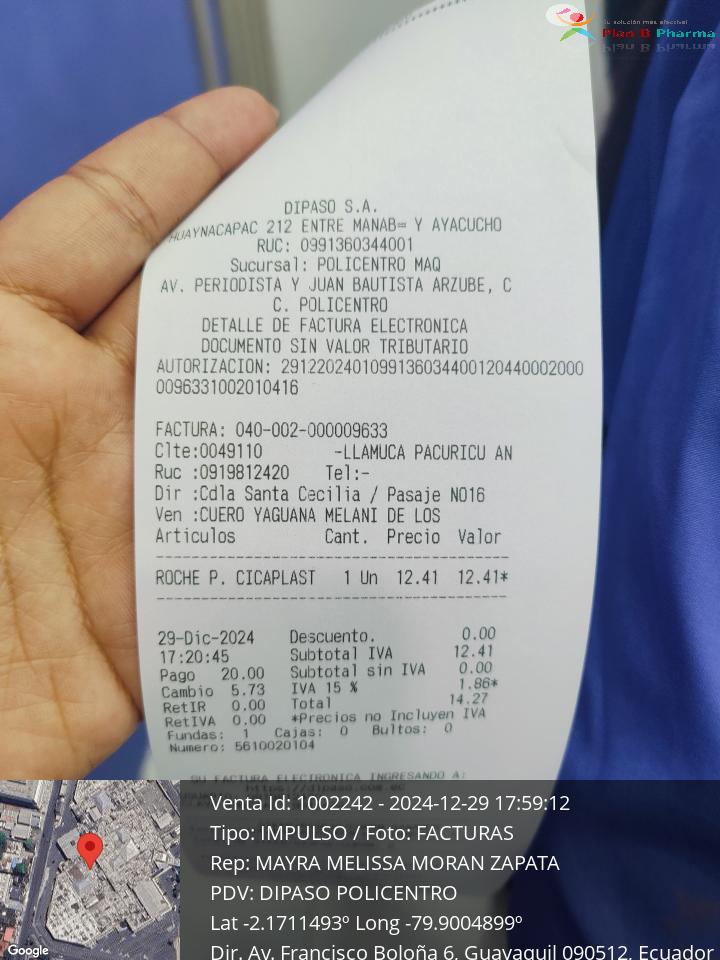 Tu solución mas efectiva!
Plan B Pharma
DIPASO S.A.
HUAYNACAPAC 212 ENTRE MANAB= Y AYACUCHO
RUC: 0991360344001
Sucursal: POLICENTRO MAQ
AV. PERIODISTA Y JUAN BAUTISTA ARZUBE, C
C. POLICENTRO
DETALLE DE FACTURA ELECTRONICA
DOCUMENTO SIN VALOR TRIBUTARIO
AUTORIZACION: 2912202401099136034400120440002000
0096331002010416
FACTURA: 040-002-000009633
Clte:0049110 -LLAMUCA PACURICU AN
Ruc :0919812420 Tel:-
Dir :Cdla Santa Cecilia / Pasaje NO16
Ven :CUERO YAGUANA MELANI DE LOS
Articulos Cant. Precio Valor
ROCHE P. CICAPLAST 1 Un 12.41 12.41*
29-Dic-2024 Descuento. 0.00
17:20:45 Subtotal IVA 12.41
Pago 20.00 Subtotal sin IVA 0.00
Cambio 5.73 IVA 15 % 1.86*
RetIR 0.00 Total 14.27
RetIVA 0.00 *Precios no Incluyen IVA
Fundas: 1 Cajas: 0 Bultos: 0
Numero: 5610020104
SU FACTURA ELECTRONICA INGRESANDO A:
Venta Id: 1002242 - 2024-12-29 17:59:12
Tipo: IMPULSO / Foto: FACTURAS
Rep: MAYRA MELISSA MORAN ZAPATA
PDV: DIPASO POLICENTRO
Lat -2.1711493º Long -79.9004899º
Dir. Av. Francisco Boloña 6, Guayaquil 090512, Ecuador
Google